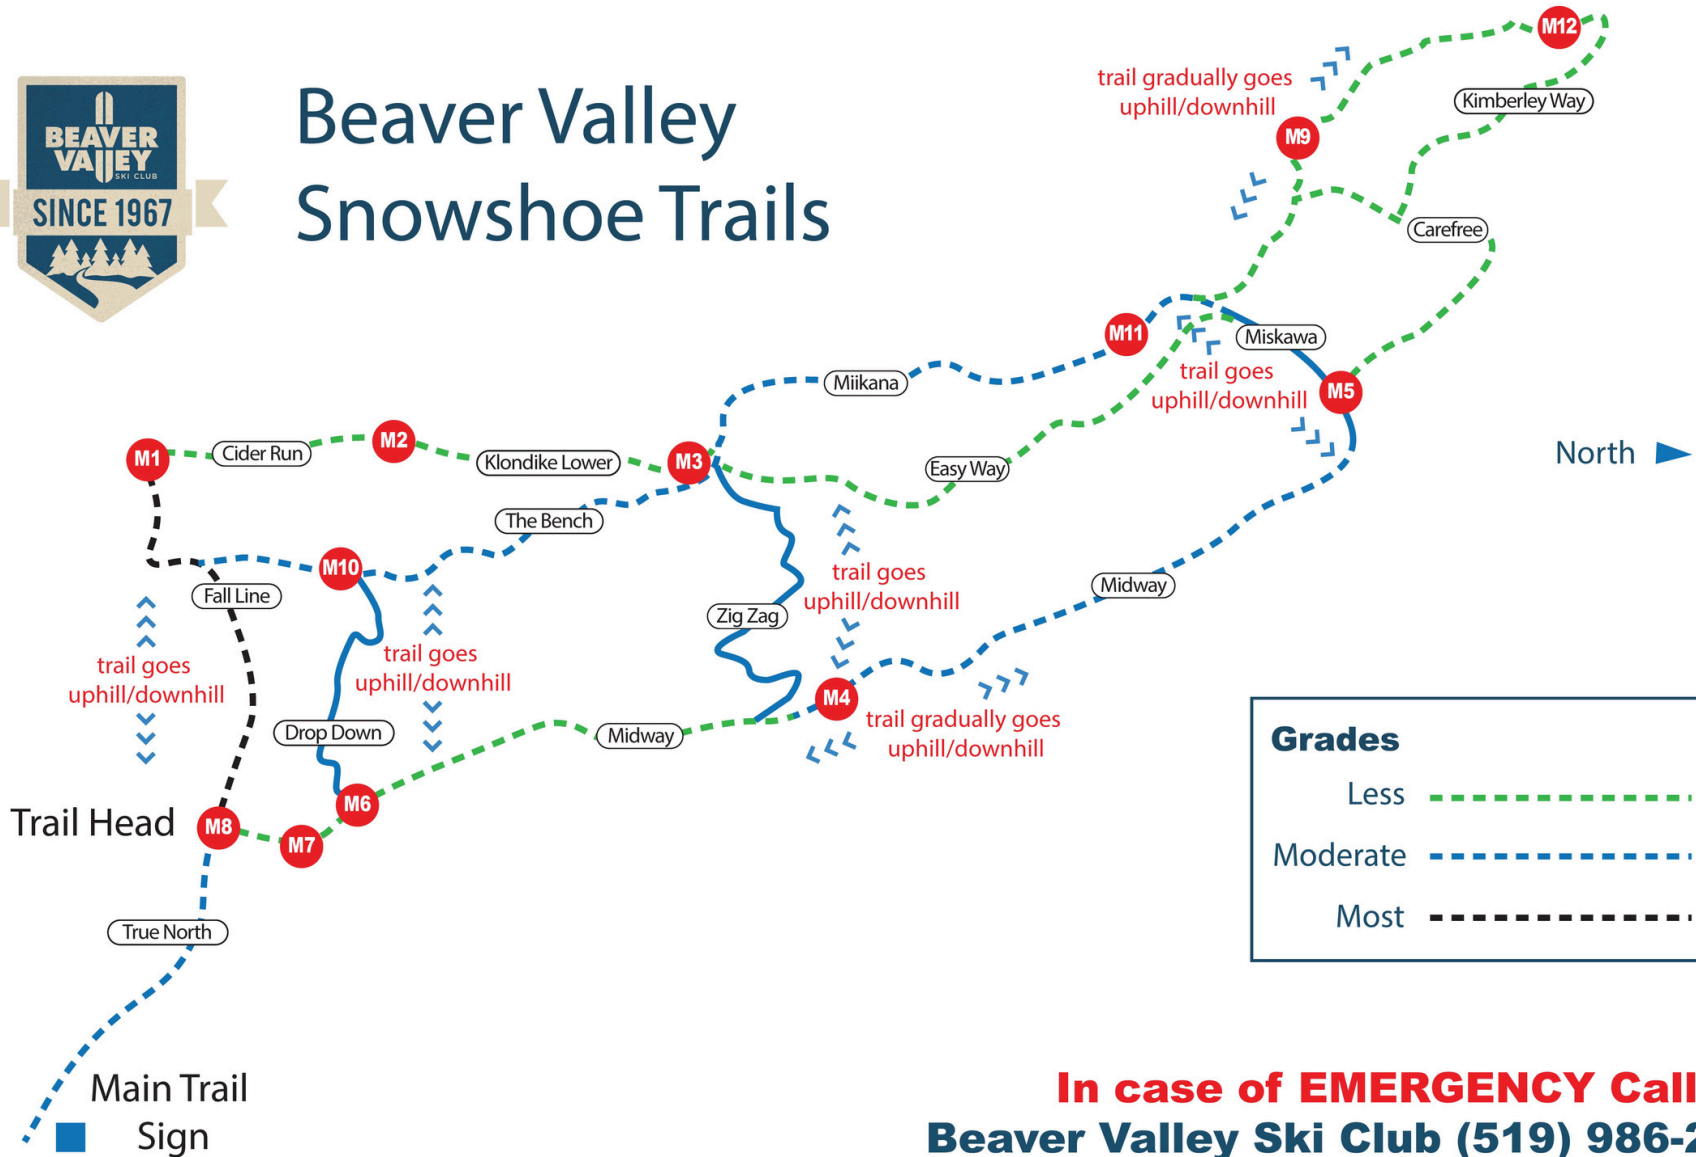 BEAVER
VALLEY
SKI CLUB
SINCE 1967
Beaver Valley
Snowshoe Trails
M12
trail gradually goes
uphill/downhill
Kimberley Way
M9
Carefree
M11
Miskawa
trail goes
uphill/downhill
M5
Miikana
North
M1
Cider Run
M2
Klondike Lower
M3
Easy Way
The Bench
M10
Fall Line
trail goes
uphill/downhill
Midway
Zig Zag
trail goes
uphill/downhill
trail goes
uphill/downhill
M4
trail gradually goes
uphill/downhill
Drop Down
Midway
M6
Trail Head
M8
M7
Grades
Less
Moderate
Most
True North
Main Trail
Sign
In case of EMERGENCY Call
Beaver Valley Ski Club (519) 986-2